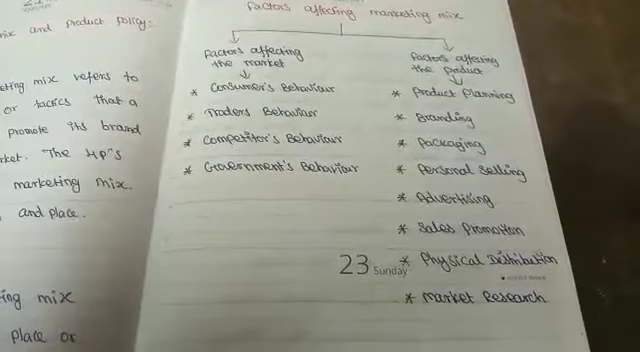 21
mix and Product Policy:
eting mix refers to
or tactics that a
promote its brand
rket. The 4P's
marketing mix.
and place.
ing mix
place or
Factors affecting marketing mix
Factors affecting
the market
* Consumer's Behaviour
* Traders Behaviour
* Competitor's Behaviour
* Government's Behaviour
Factors affecting
the product
* Product Planning
* Branding
* Packaging
* Personal Selling
* Advertising
* Sales Promotion
* Physical Distribution
* Market Research
23 Sunday